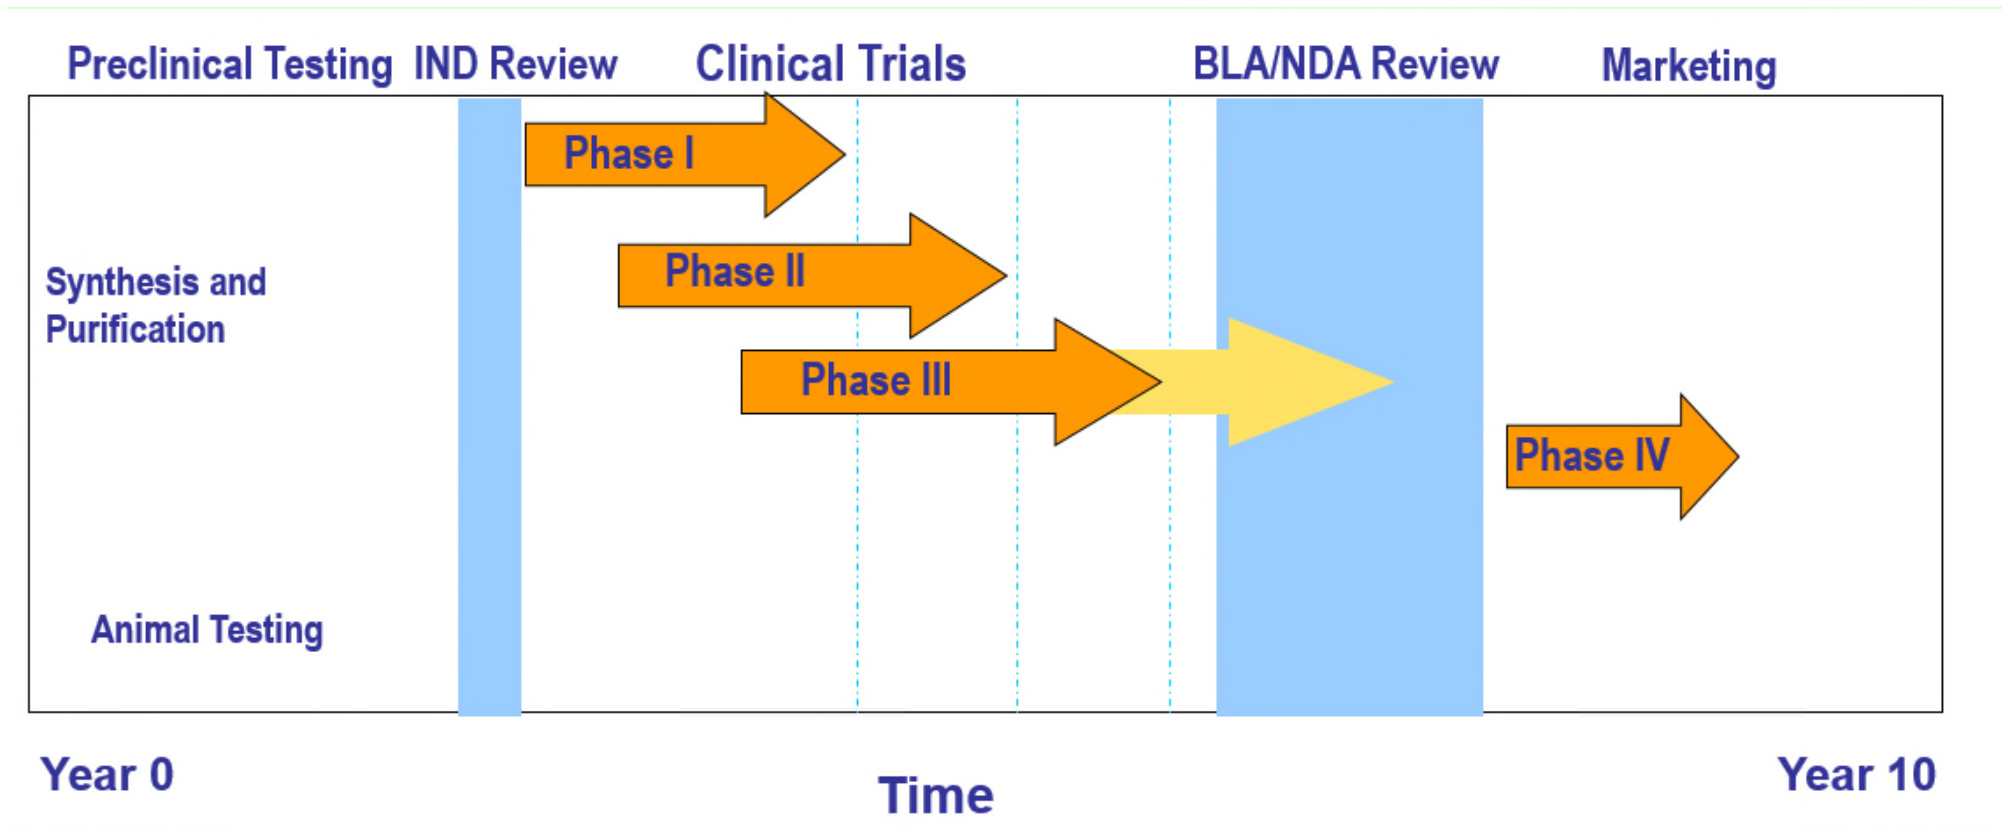 Preclinical Testing
IND Review
Clinical Trials
BLA/NDA Review
Marketing
Phase I
Phase II
Synthesis and
Purification
Phase III
Phase IV
Animal Testing
Year 0
Time
Year 10